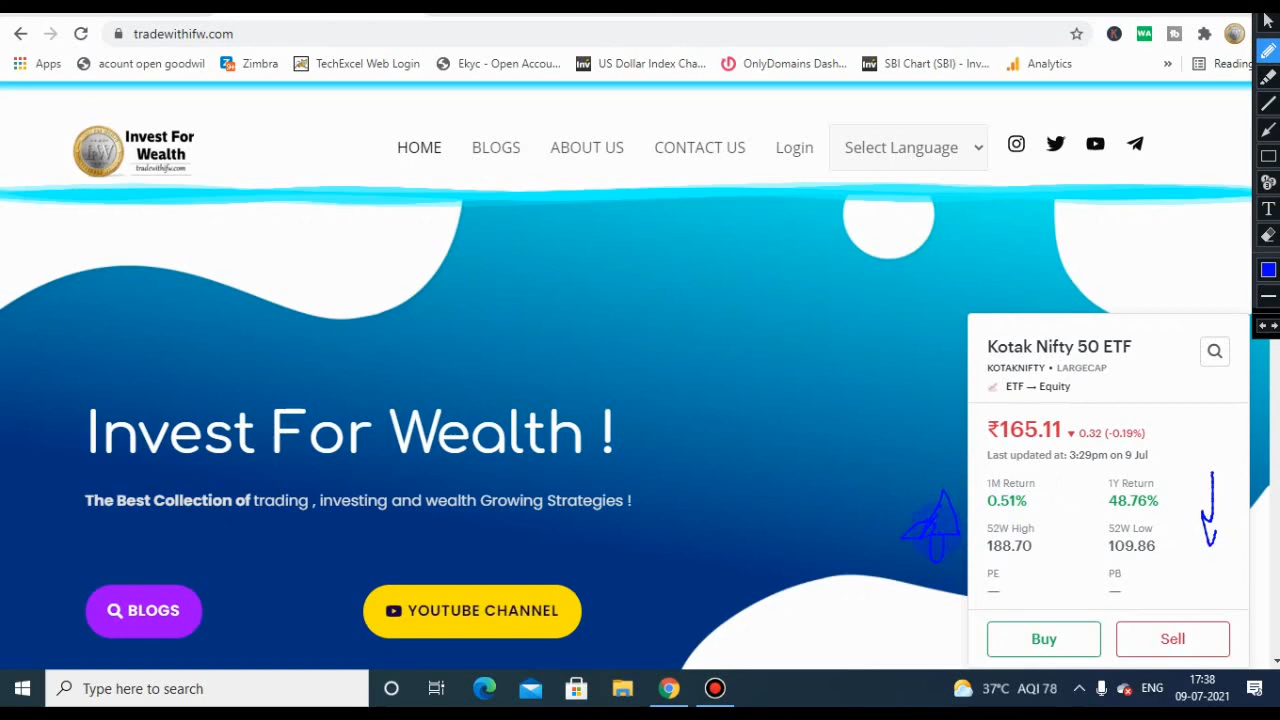 tradewithifw.com
WA
Apps
acount open goodwil
Zimbra
TechExcel Web Login
Ekyc - Open Accou...
Inv
US Dollar Index Cha...
OnlyDomains Dash...
Inv
SBI Chart (SBI) - Inv...
Analytics
»
Reading
Invest For
Wealth
tradewithifw.com
HOME
BLOGS
ABOUT US
CONTACT US
Login
Select Language
T
Kotak Nifty 50 ETF
KOTAKNIFTY • LARGECAP
ETF → Equity
₹165.11 ▾ 0.32 (-0.19%)
Last updated at: 3:29pm on 9 Jul
1M Return 1Y Return
0.51% 48.76%
52W High 52W Low
188.70 109.86
PE PB
— —
Buy Sell
Invest For Wealth !
The Best Collection of trading , investing and wealth Growing Strategies !
BLOGS
YOUTUBE CHANNEL
Type here to search
37°C AQI 78
ENG
17:38
09-07-2021